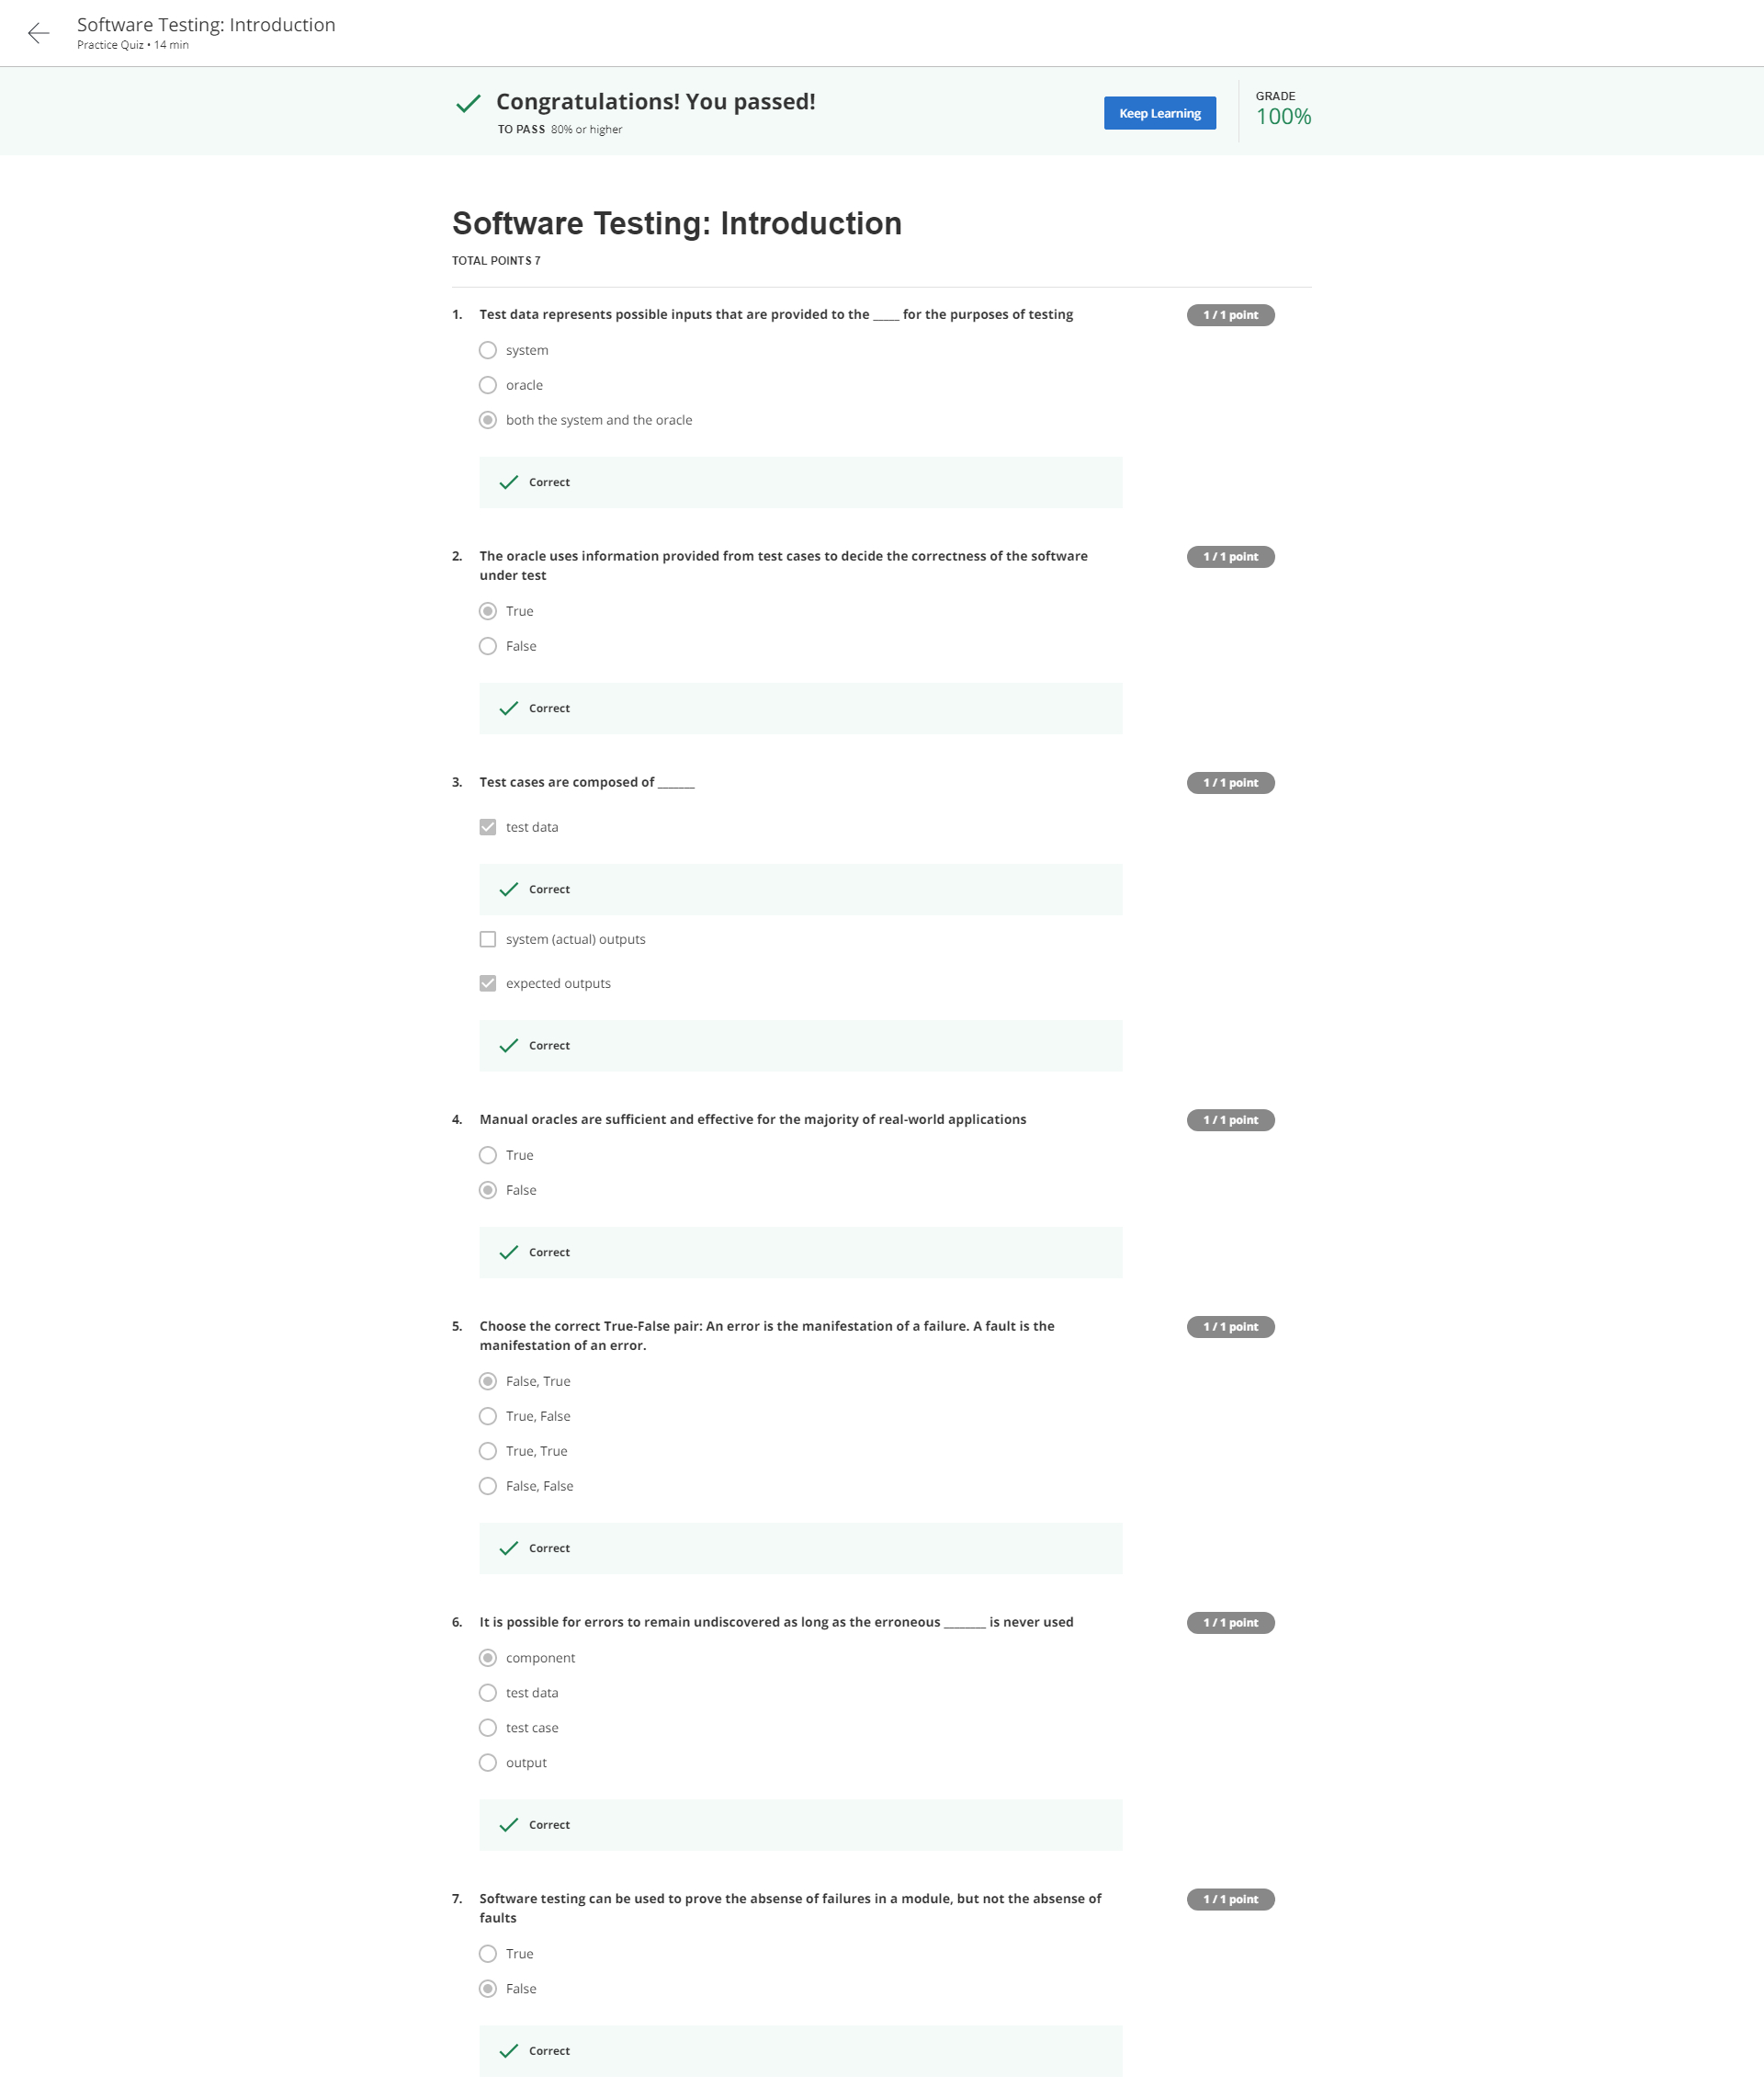 Software Testing: Introduction
Practice Quiz • 14 min
Congratulations! You passed!
TO PASS 80% or higher
Keep Learning
GRADE
100%
Software Testing: Introduction
TOTAL POINTS 7
1. Test data represents possible inputs that are provided to the _____ for the purposes of testing
1 / 1 point
system
oracle
both the system and the oracle
Correct
2. The oracle uses information provided from test cases to decide the correctness of the software
under test
1 / 1 point
True
False
Correct
3. Test cases are composed of _______
1 / 1 point
test data
Correct
system (actual) outputs
expected outputs
Correct
4. Manual oracles are sufficient and effective for the majority of real-world applications
1 / 1 point
True
False
Correct
5. Choose the correct True-False pair: An error is the manifestation of a failure. A fault is the
manifestation of an error.
1 / 1 point
False, True
True, False
True, True
False, False
Correct
6. It is possible for errors to remain undiscovered as long as the erroneous ________ is never used
1 / 1 point
component
test data
test case
output
Correct
7. Software testing can be used to prove the absense of failures in a module, but not the absense of
faults
1 / 1 point
True
False
Correct